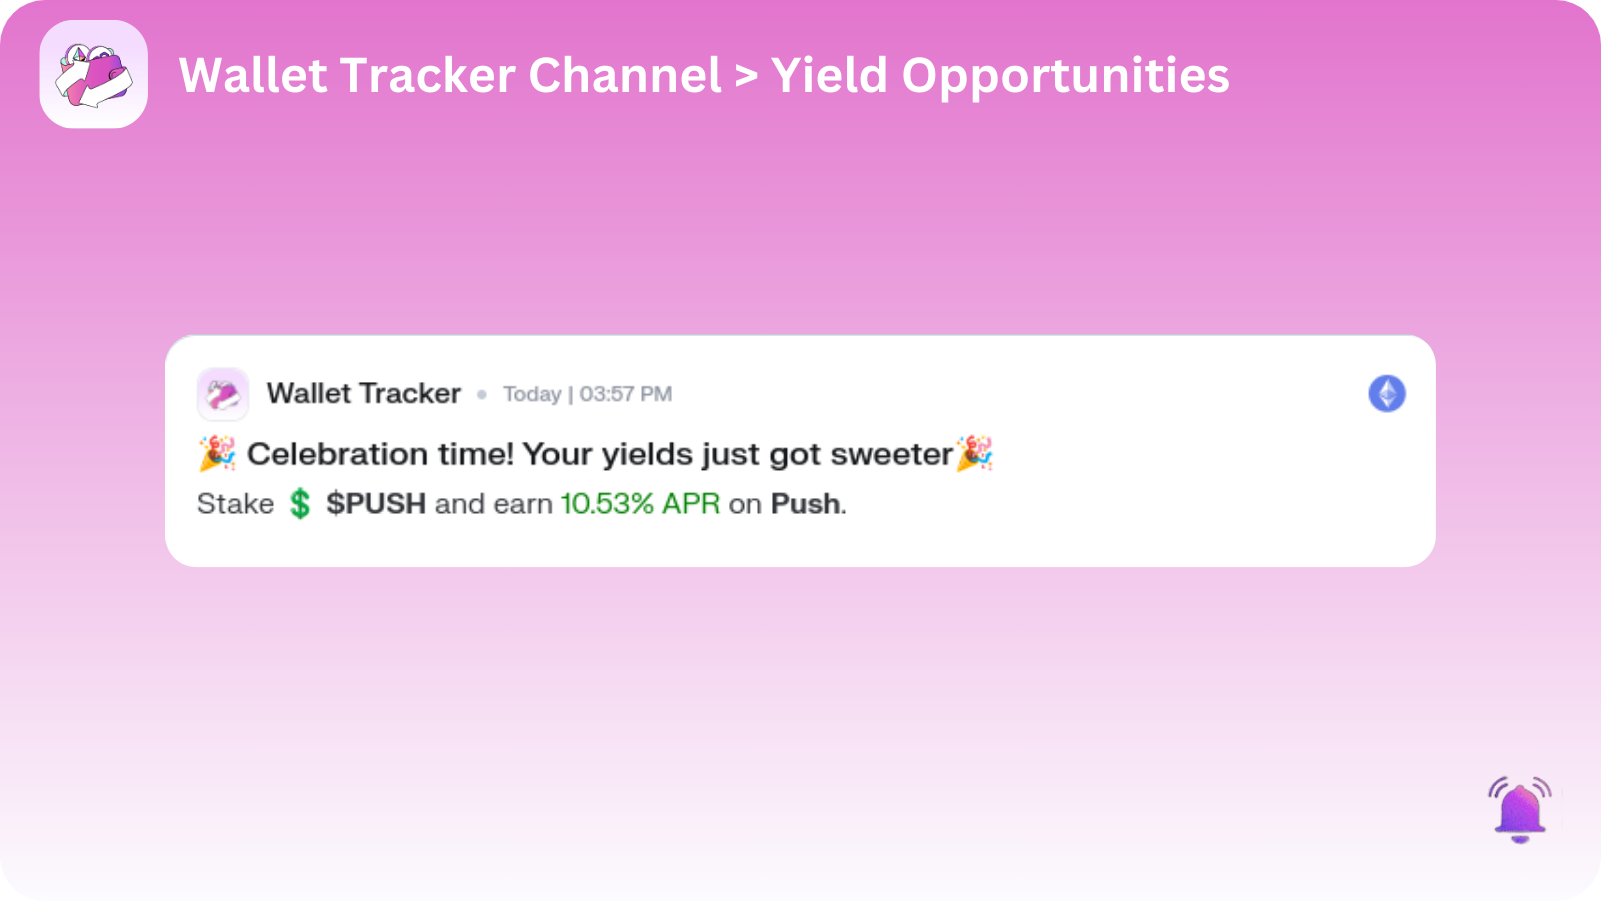 Wallet Tracker Channel > Yield Opportunities
Wallet Tracker • Today | 03:57 PM
🎉 Celebration time! Your yields just got sweeter🎉
Stake 💲 $PUSH and earn 10.53% APR on Push.